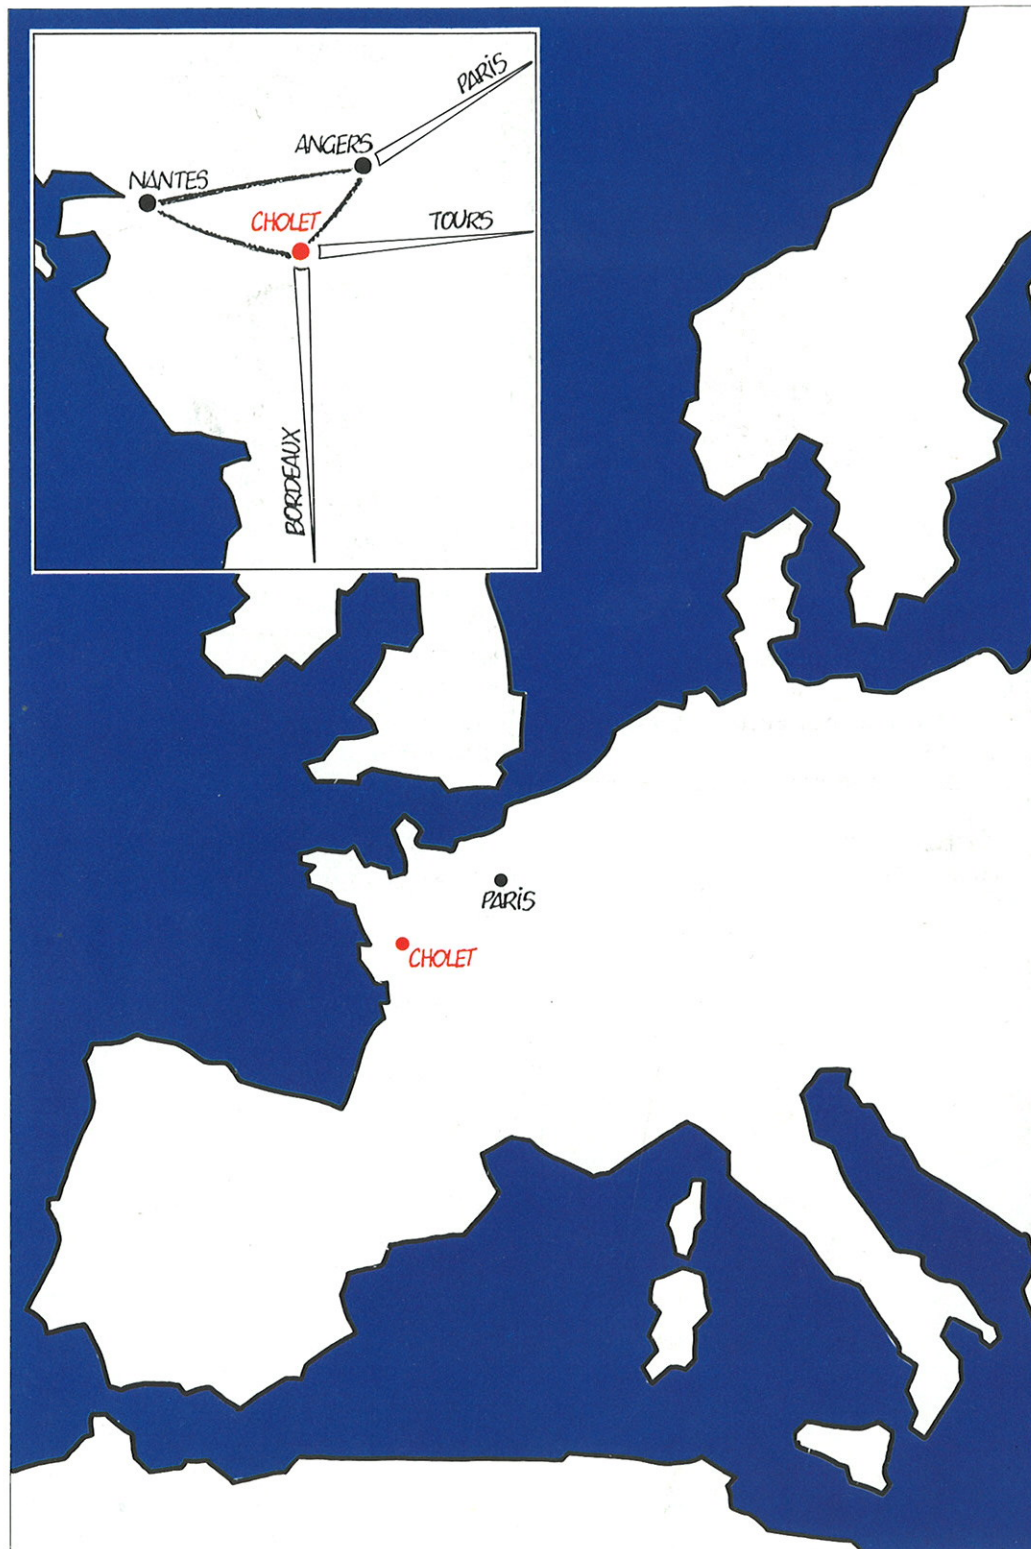 PARIS
ANGERS
NANTES
CHOLET
TOURS
BORDEAUX
PARIS
CHOLET